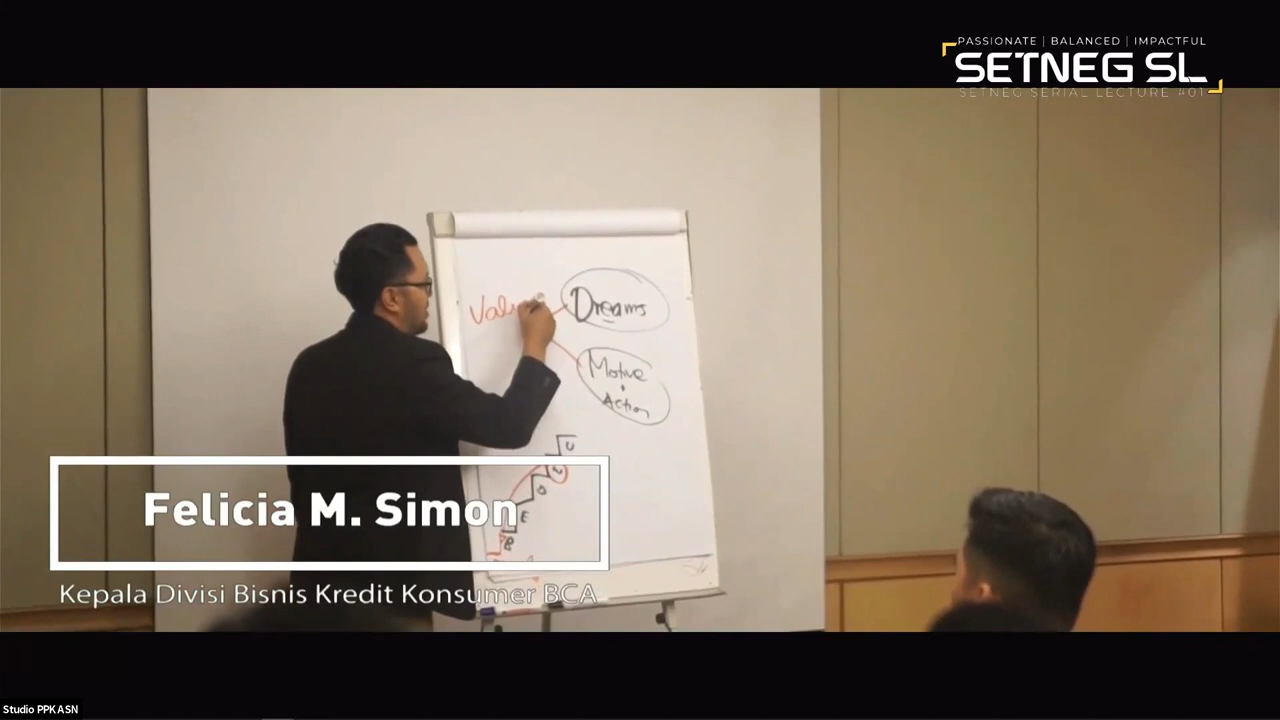 PASSIONATE | BALANCED | IMPACTFUL
SETNEG SL
SETNEG SERIAL LECTURE #01
Dreams
Motive
Action
U
L
O
E
B
Felicia M. Simon
Kepala Divisi Bisnis Kredit Konsumer BCA
Studio PPKASN